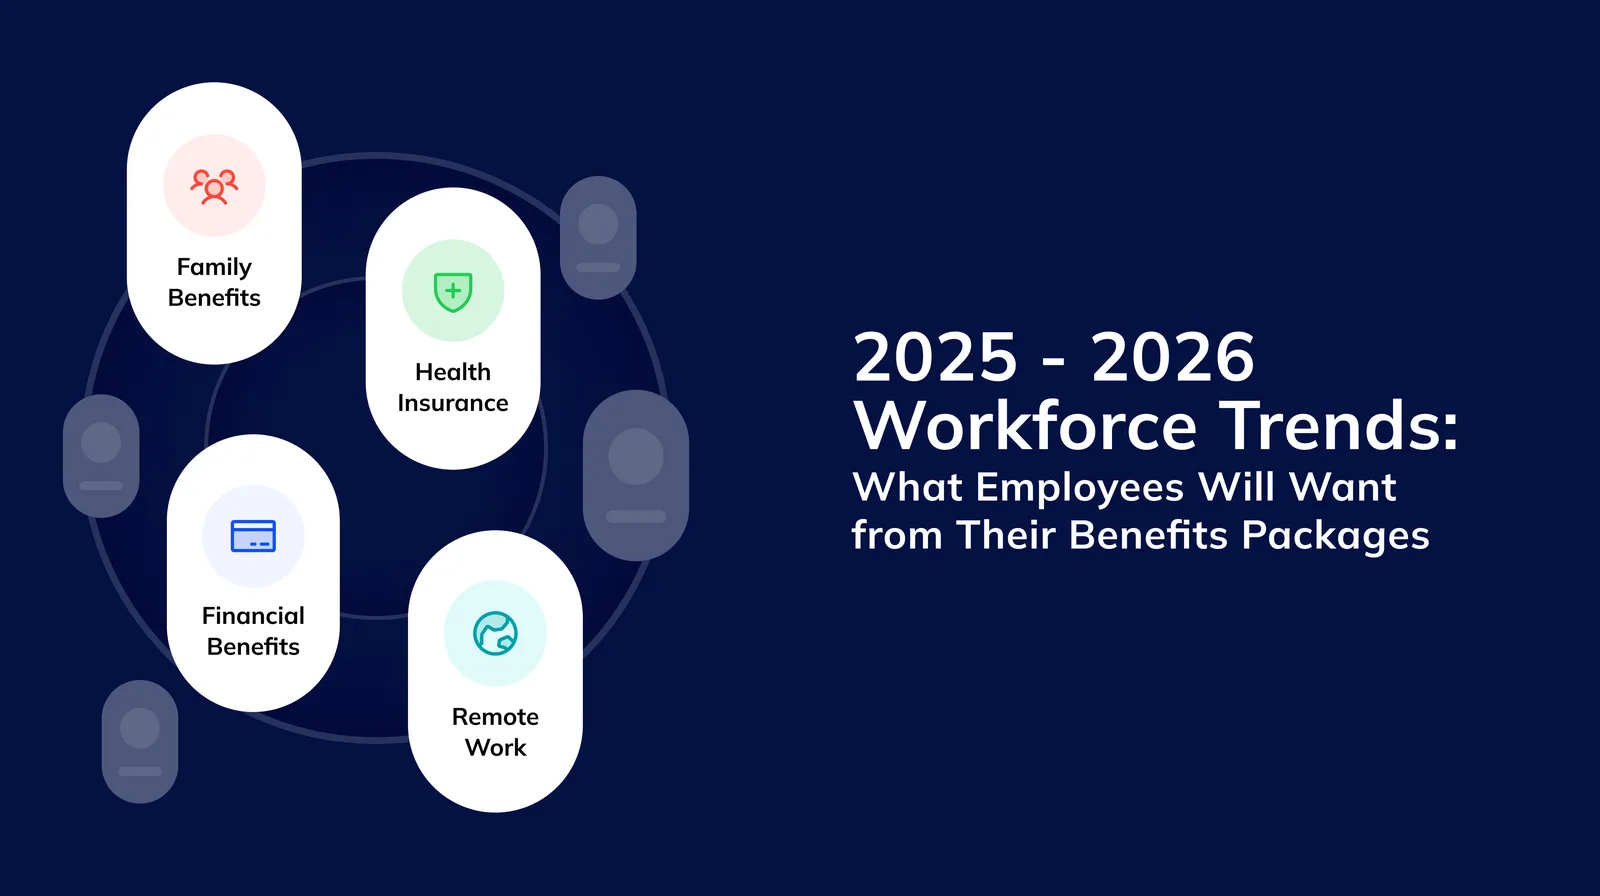 Family
Benefits
Health
Insurance
Financial
Benefits
Remote
Work
2025 - 2026
Workforce Trends:
What Employees Will Want
from Their Benefits Packages